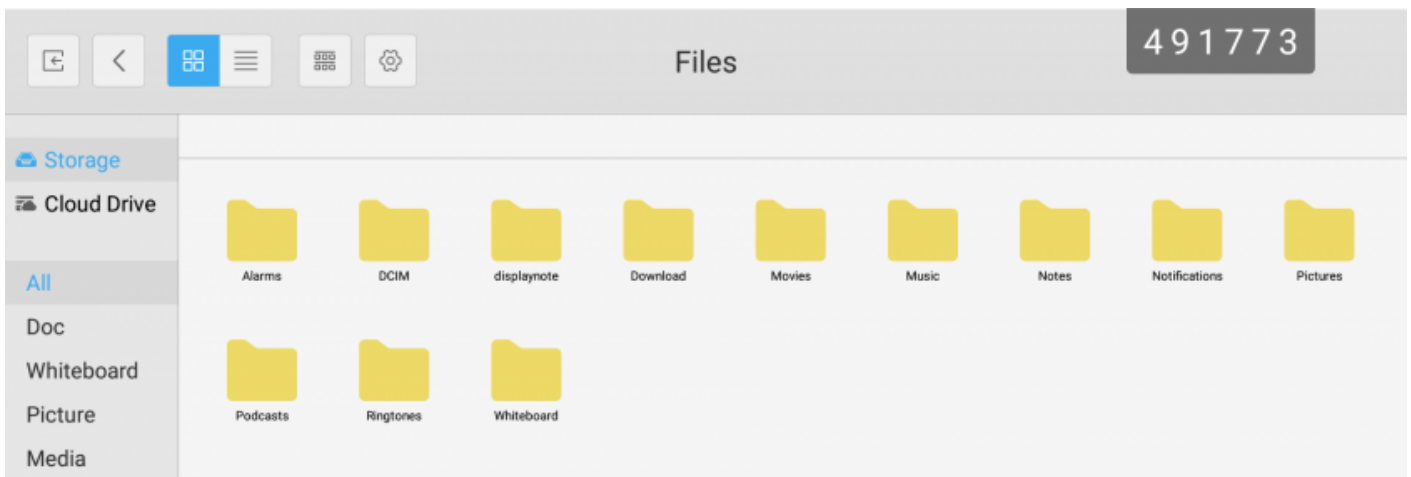 Files
491773
Storage
Cloud Drive
All
Doc
Whiteboard
Picture
Media
Alarms DCIM displaynote Download Movies Music Notes Notifications Pictures
Podcasts Ringtones Whiteboard